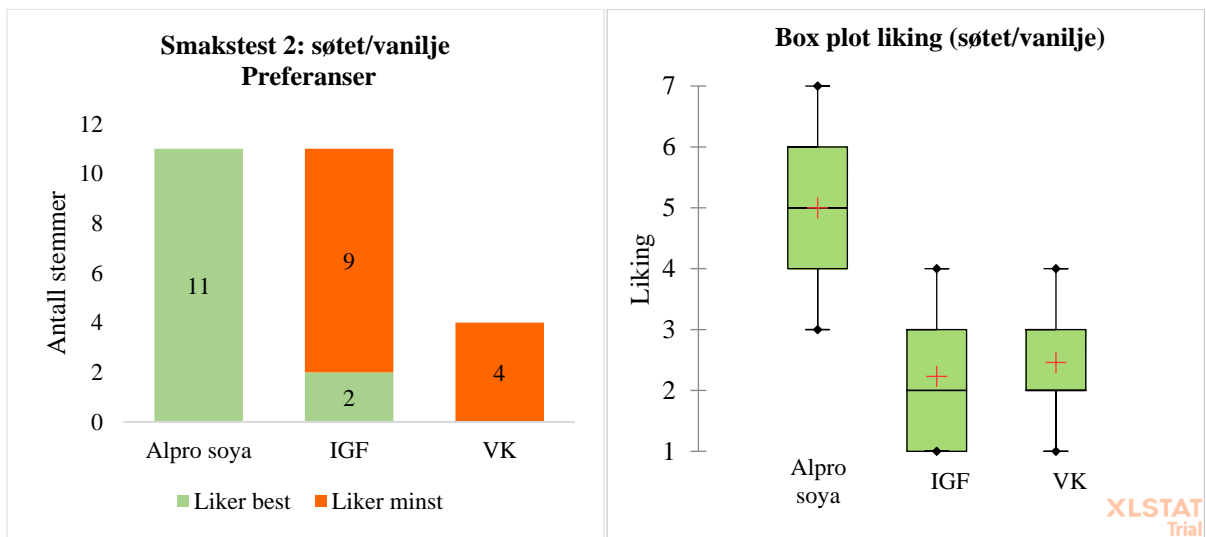 Smakstest 2: søtet/vanilje
Preferanser
12
10
8
6
4
2
0
Antall stemmer
11
9
2
4
Alpro soya IGF VK
Liker best Liker minst
Box plot liking (søtet/vanilje)
7
6
5
4
3
2
1
Liking
Alpro
soya
IGF VK
XLSTAT
Trial